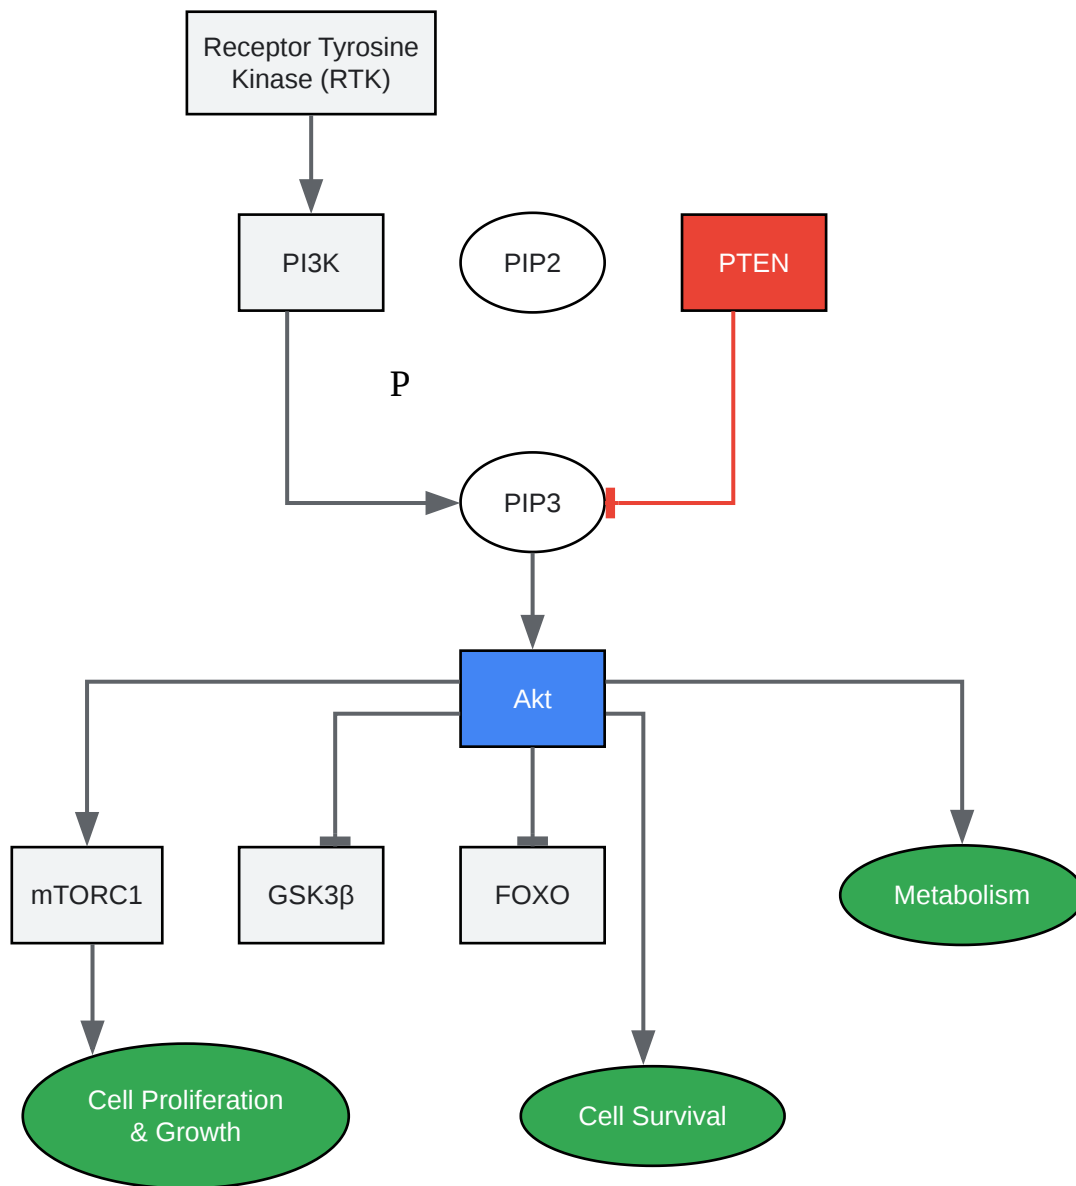 Receptor Tyrosine
Kinase (RTK)
PI3K
PIP2
PTEN
P
PIP3
Akt
mTORC1
GSK3β
FOXO
Metabolism
Cell Proliferation
& Growth
Cell Survival